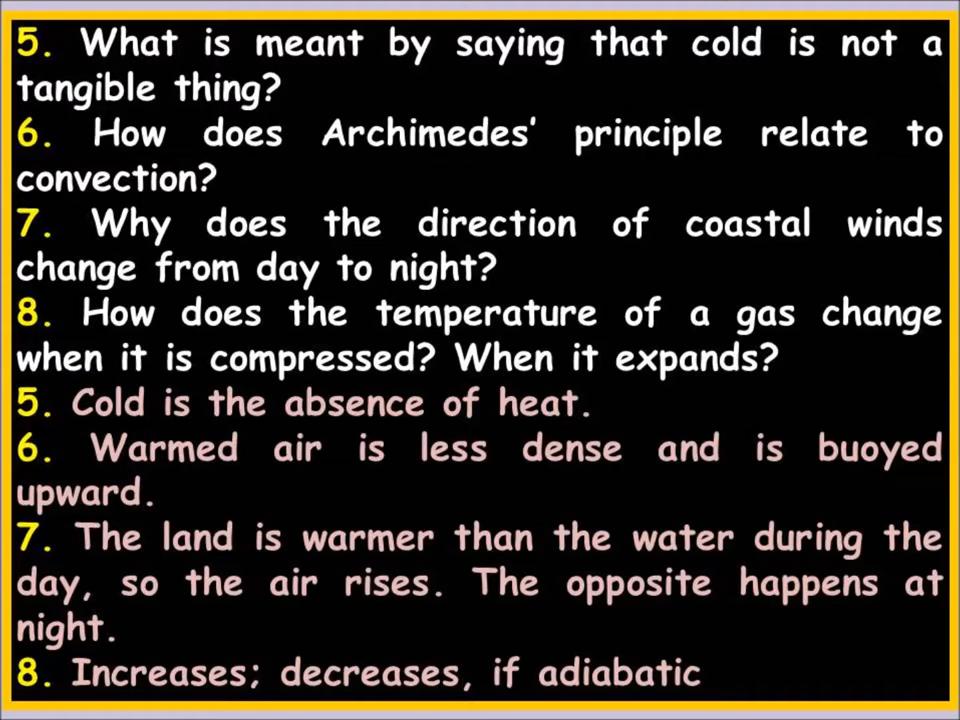 5. What is meant by saying that cold is not a
tangible thing?
6. How does Archimedes’ principle relate to
convection?
7. Why does the direction of coastal winds
change from day to night?
8. How does the temperature of a gas change
when it is compressed? When it expands?
5. Cold is the absence of heat.
6. Warmed air is less dense and is buoyed
upward.
7. The land is warmer than the water during the
day, so the air rises. The opposite happens at
night.
8. Increases; decreases, if adiabatic